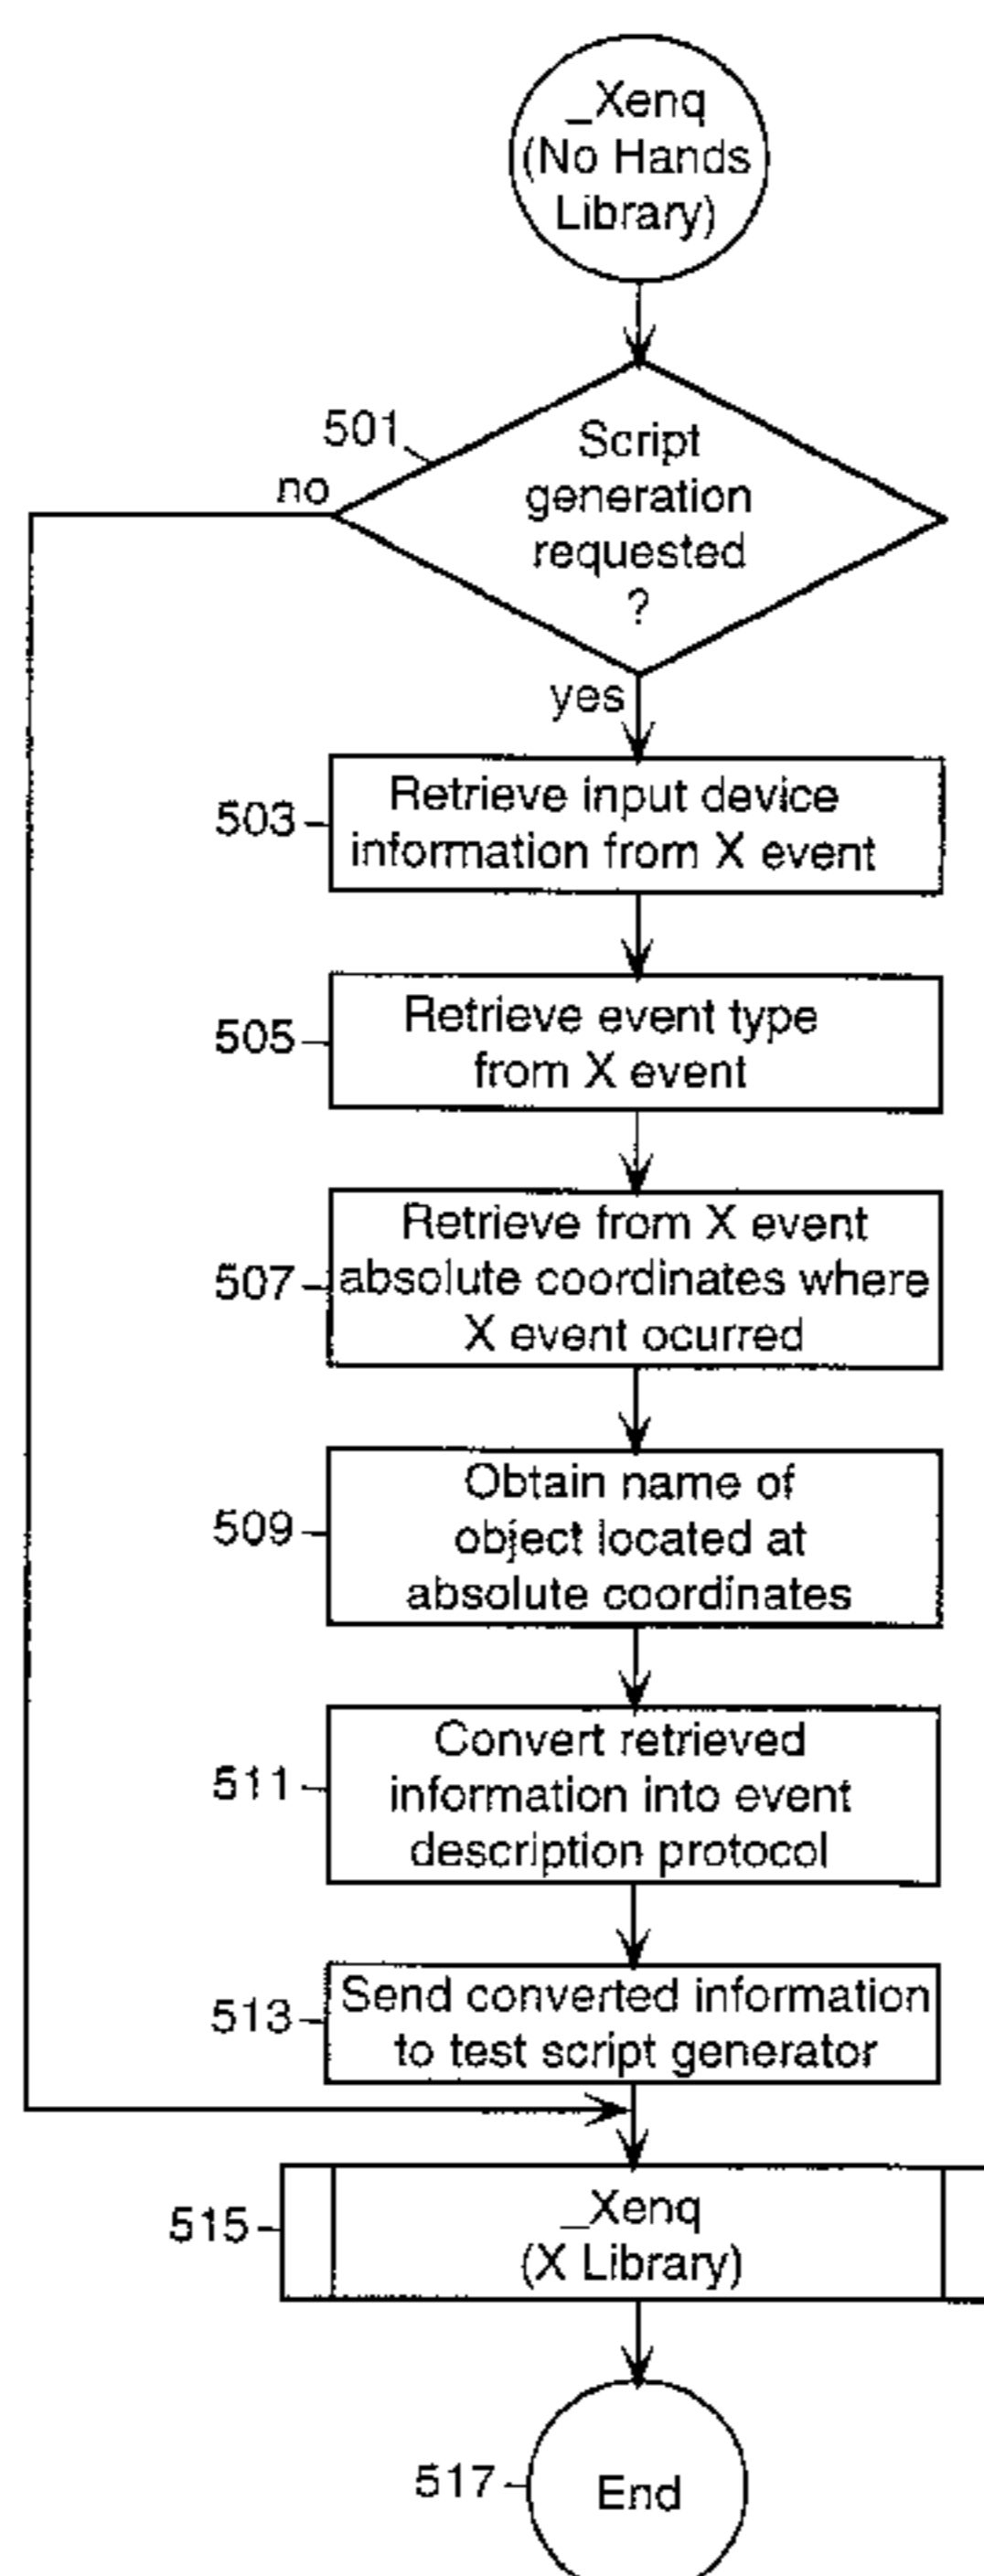 _Xenq
(No Hands
Library)
501
Script
generation
requested
?
no
yes
503
Retrieve input device
information from X event
505
Retrieve event type
from X event
507
Retrieve from X event
absolute coordinates where
X event ocurred
509
Obtain name of
object located at
absolute coordinates
511
Convert retrieved
information into event
description protocol
513
Send converted information
to test script generator
515
_Xenq
(X Library)
517
End